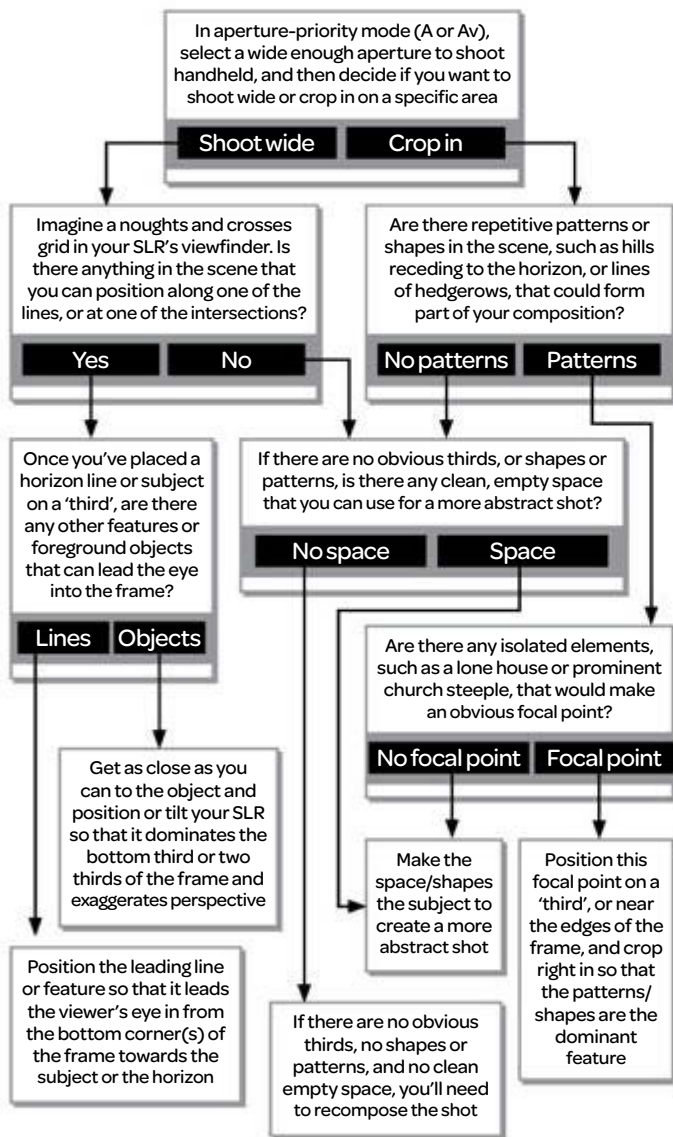 In aperture-priority mode (A or Av),
select a wide enough aperture to shoot
handheld, and then decide if you want to
shoot wide or crop in on a specific area
Shoot wide
Crop in
Imagine a noughts and crosses
grid in your SLR's viewfinder. Is
there anything in the scene that
you can position along one of the
lines, or at one of the intersections?
Yes
No
Are there repetitive patterns or
shapes in the scene, such as hills
receding to the horizon, or lines
of hedgerows, that could form
part of your composition?
No patterns
Patterns
Once you've placed a
horizon line or subject
on a 'third', are there
any other features or
foreground objects
that can lead the eye
into the frame?
Lines
Objects
If there are no obvious thirds, or shapes or
patterns, is there any clean, empty space
that you can use for a more abstract shot?
No space
Space
Are there any isolated elements,
such as a lone house or prominent
church steeple, that would make
an obvious focal point?
No focal point
Focal point
Get as close as you
can to the object and
position or tilt your SLR
so that it dominates the
bottom third or two
thirds of the frame and
exaggerates perspective
Make the
space/shapes
the subject to
create a more
abstract shot
Position this
focal point on a
'third', or near
the edges of the
frame, and crop
right in so that
the patterns/
shapes are the
dominant
feature
Position the leading line
or feature so that it leads
the viewer's eye in from
the bottom corner(s) of
the frame towards the
subject or the horizon
If there are no obvious
thirds, no shapes or
patterns, and no clean
empty space, you'll need
to recompose the shot